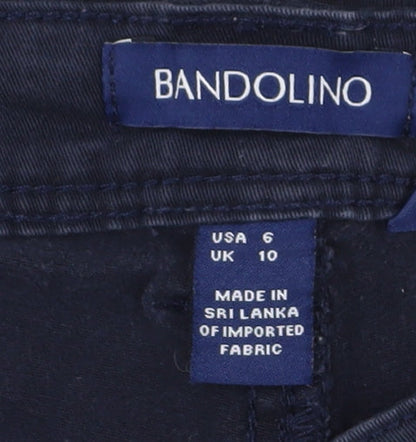 BANDOLINO
USA 6
UK 10
MADE IN
SRI LANKA
OF IMPORTED
FABRIC